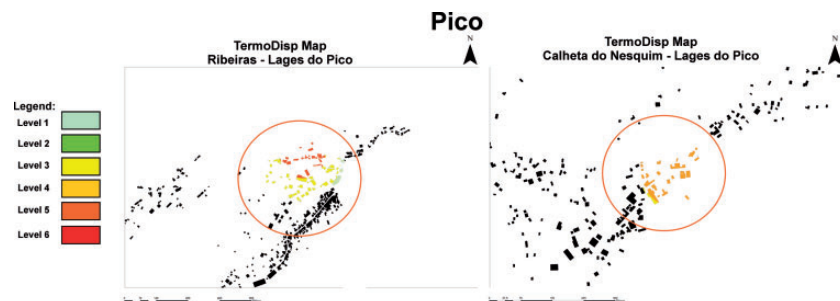 Pico
TermoDisp Map
Ribeiras - Lages do Pico
N
TermoDisp Map
Calheta do Nesquim - Lages do Pico
N
Legend:
Level 1
Level 2
Level 3
Level 4
Level 5
Level 6